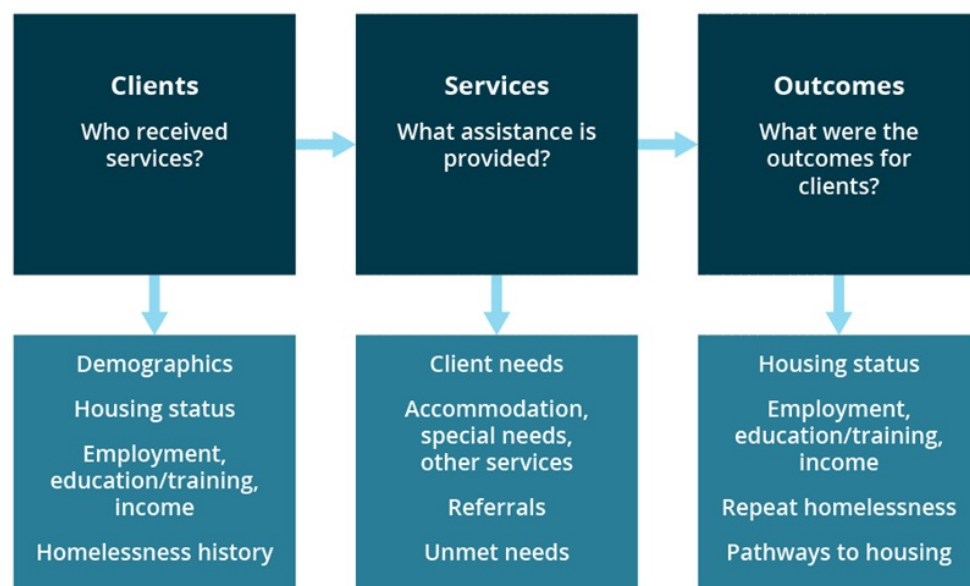 Clients
Who received
services?
Services
What assistance is
provided?
Outcomes
What were the
outcomes for
clients?
Demographics
Housing status
Employment,
education/training,
income
Homelessness history
Client needs
Accommodation,
special needs,
other services
Referrals
Unmet needs
Housing status
Employment,
education/training,
income
Repeat homelessness
Pathways to housing